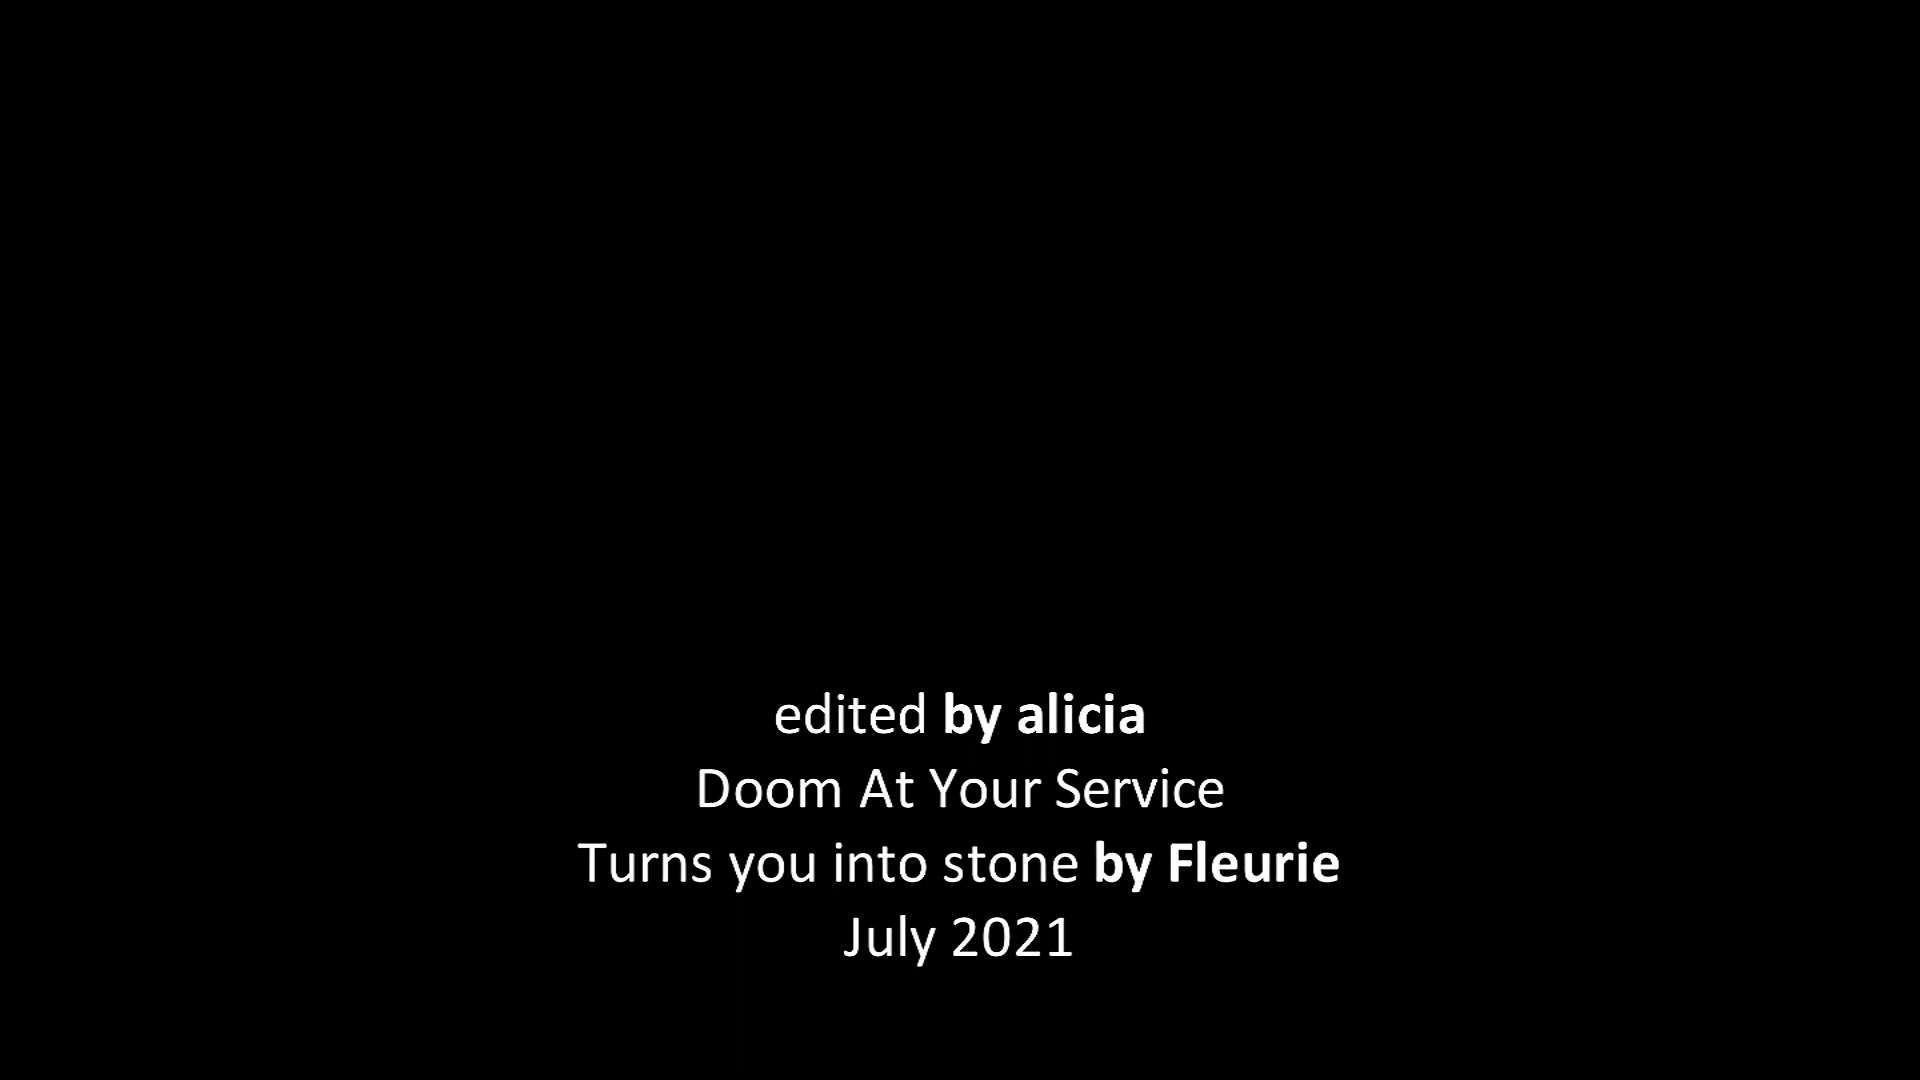 edited by alicia
Doom At Your Service
Turns you into stone by Fleurie
July 2021